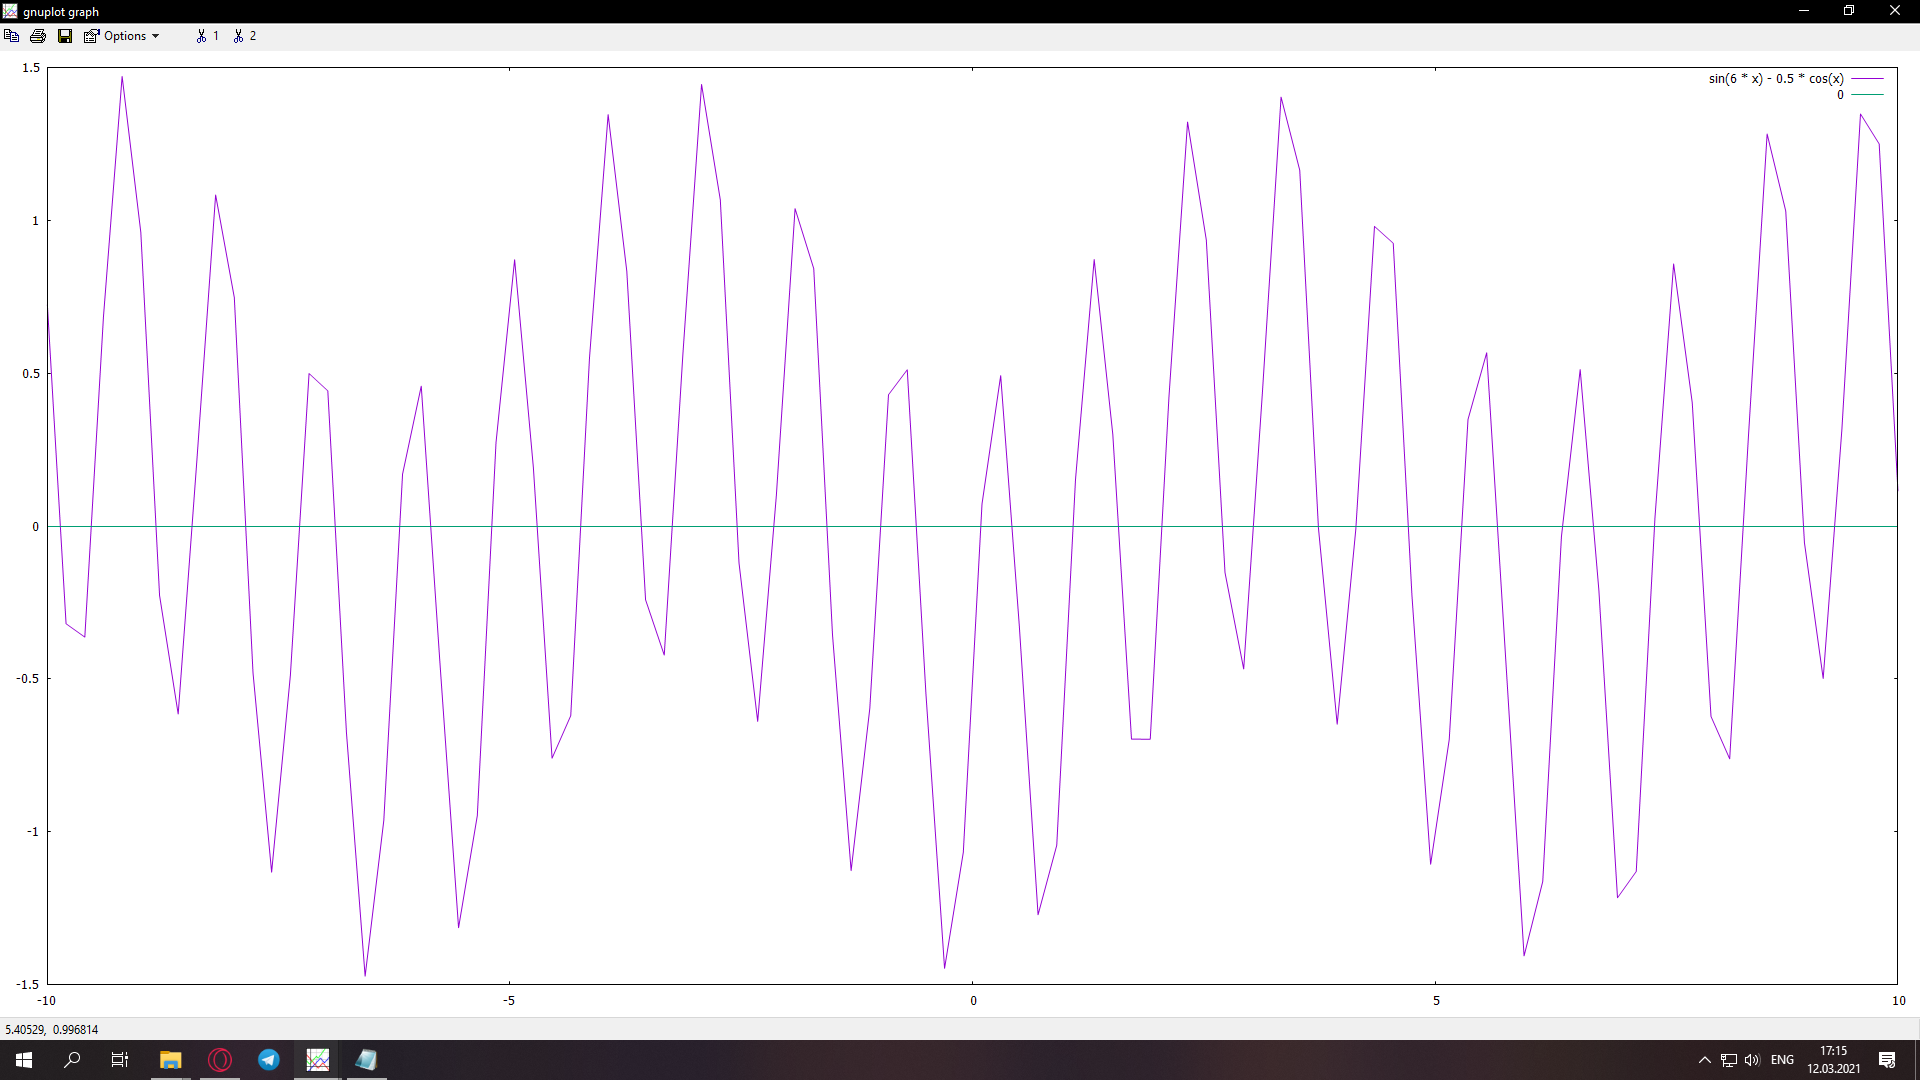 gnuplot graph
Options 1 2
1.5
sin(6 * x) - 0.5 * cos(x)
0
1
0.5
0
-0.5
-1
-1.5
-10 -5 0 5 10
5.40529, 0.996814
ENG
17:15
12.03.2021